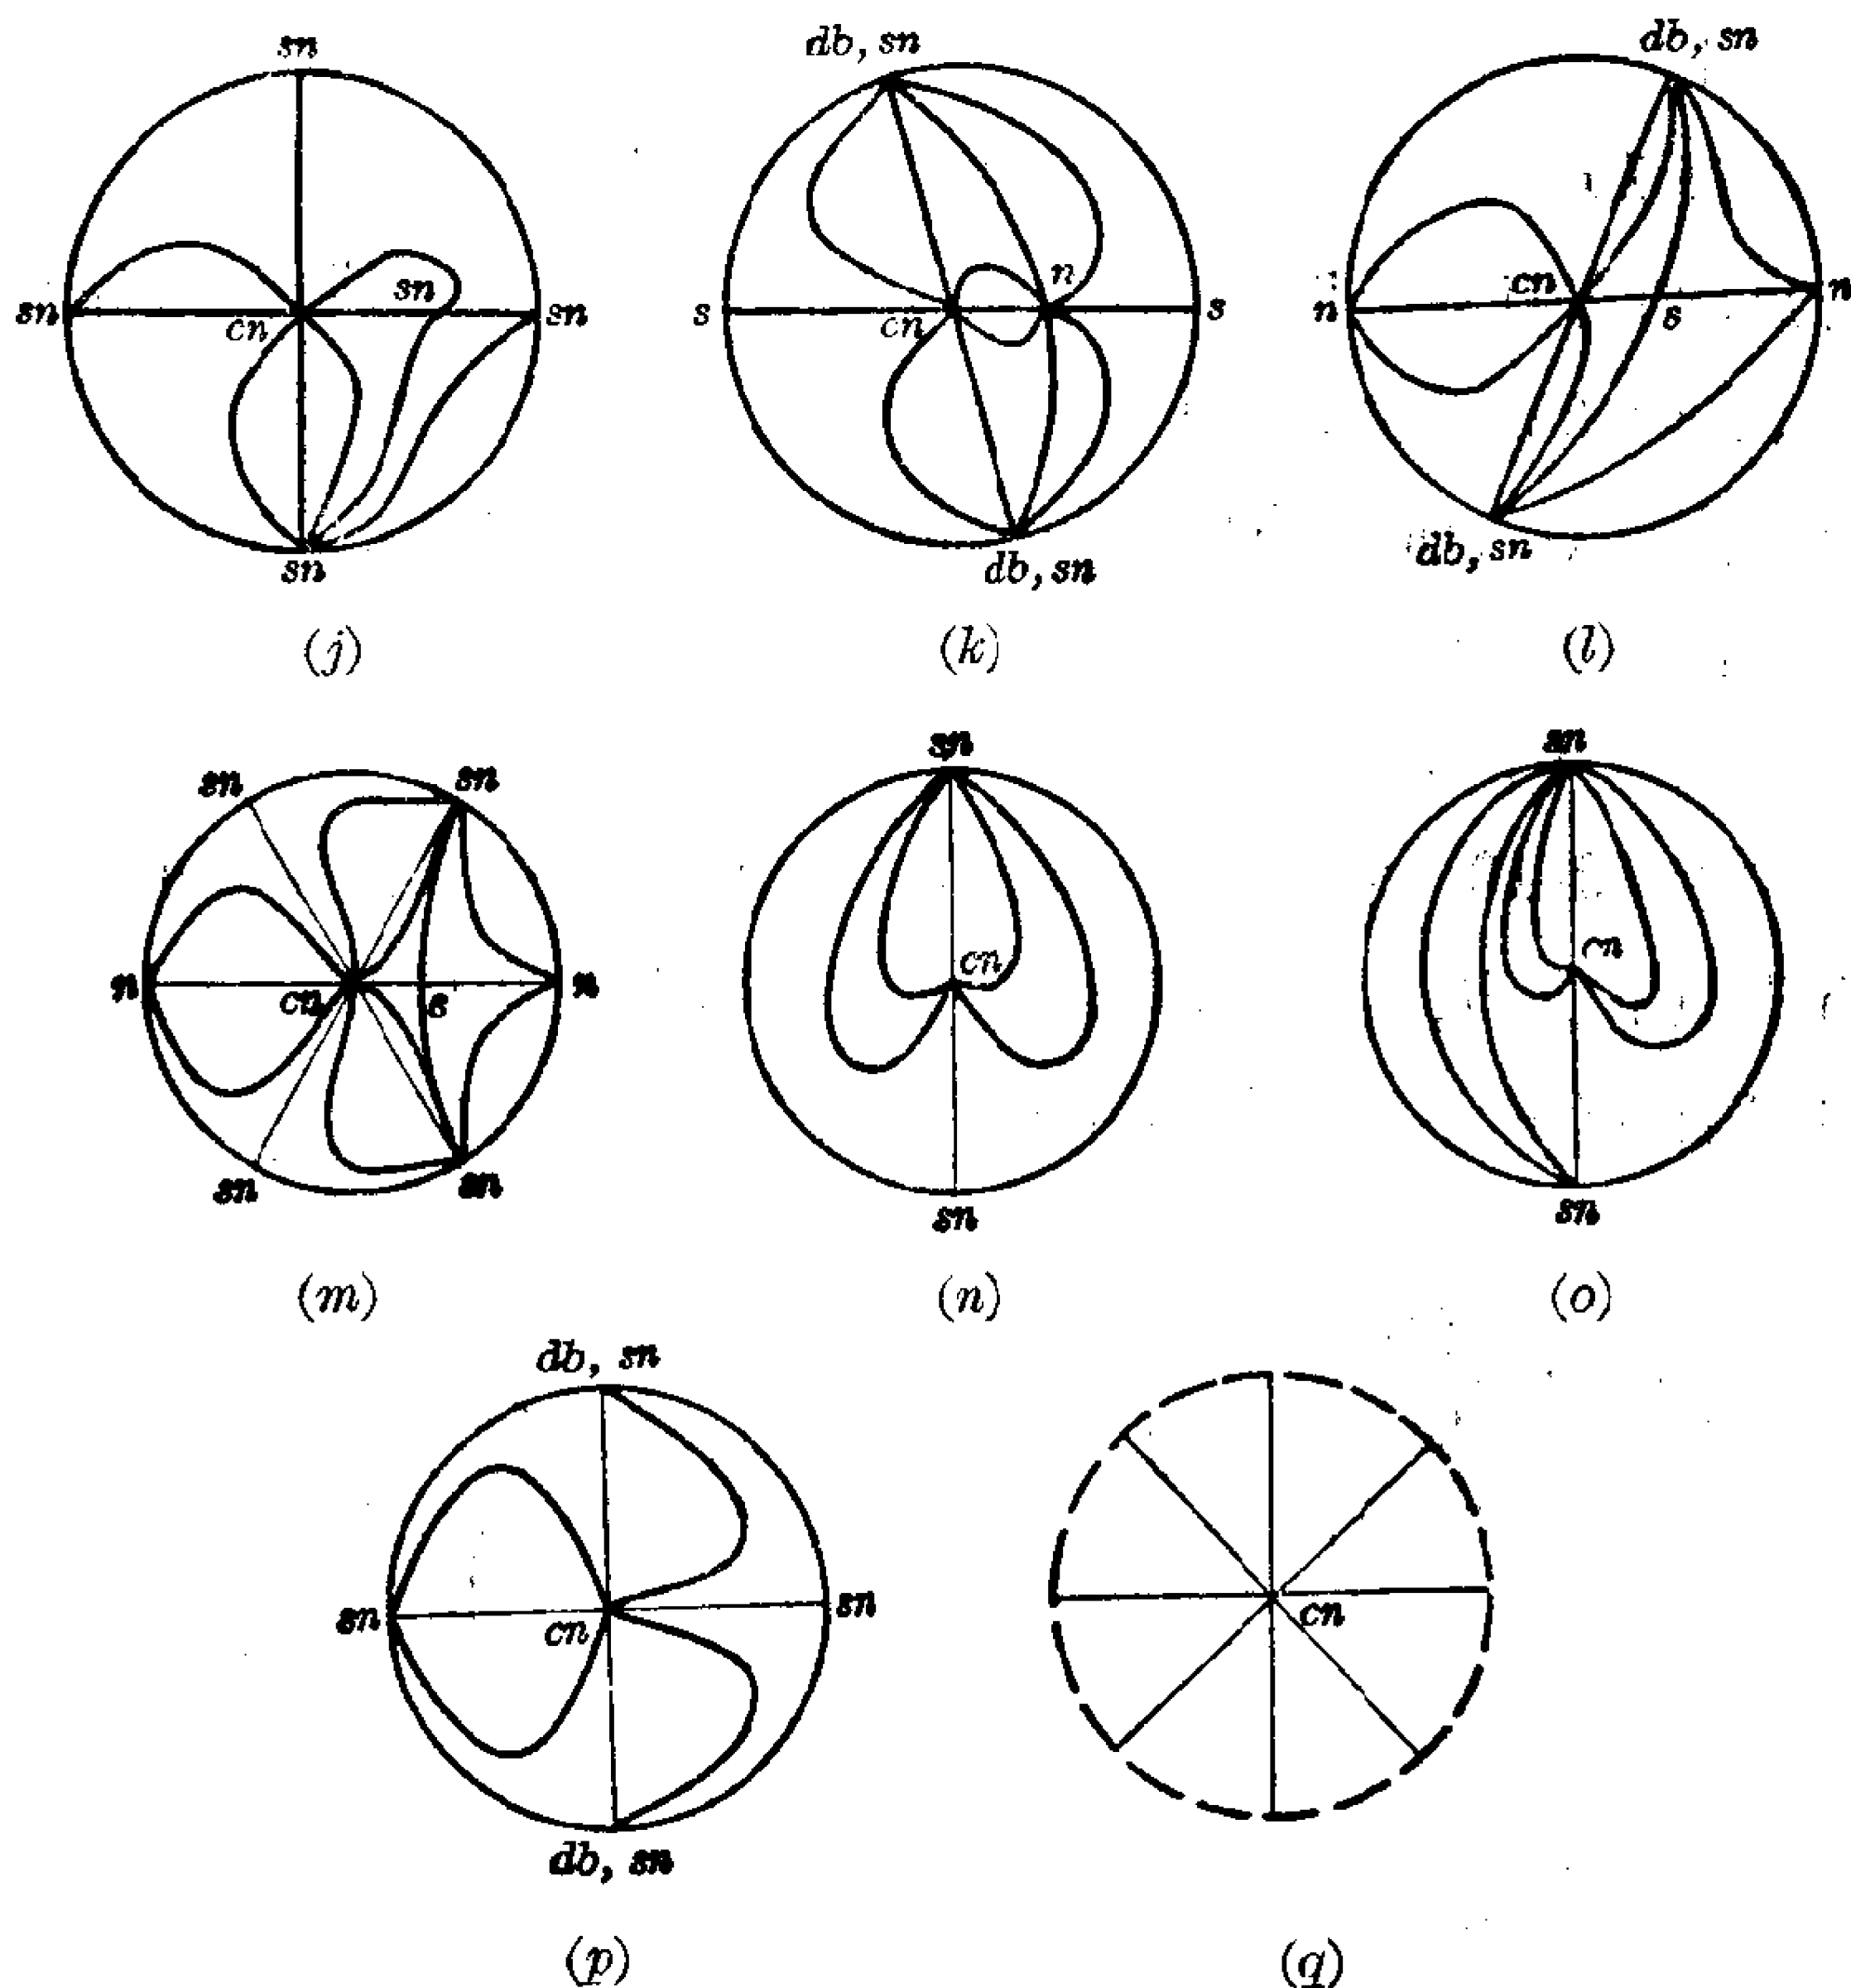 sn db, sn db, sn
sn cn sn sn
sn
s cn n s
db, sn
n cn s n
db, sn
(j) (k) (l)
sn sn sn sn
n cn s n
sn sn
cn
sn
cn
sn
(m) (n) (o)
db, sn
sn cn sn
db, sn
cn
(p) (q)